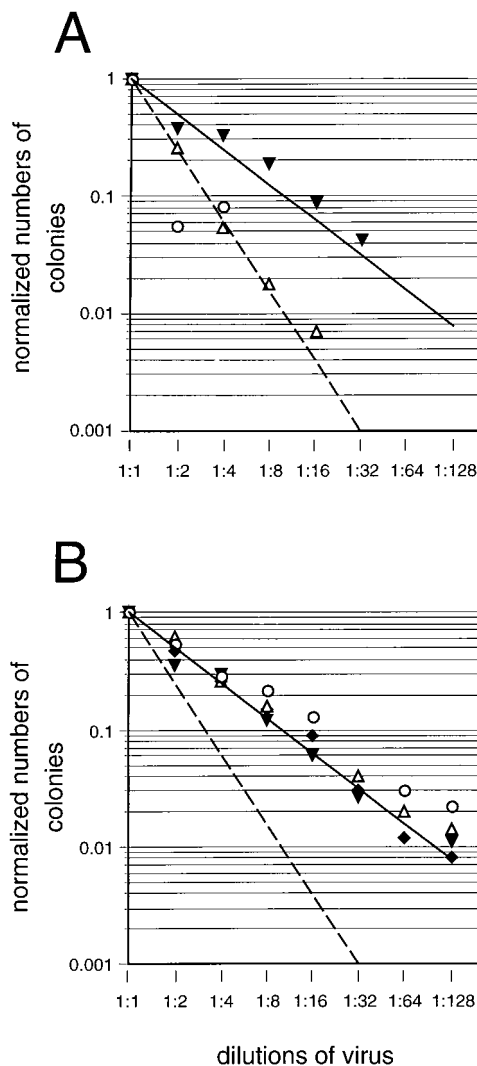 A
normalized numbers of
colonies
1
0.1
0.01
0.001
1:1 1:2 1:4 1:8 1:16 1:32 1:64 1:128
B
normalized numbers of
colonies
1
0.1
0.01
0.001
1:1 1:2 1:4 1:8 1:16 1:32 1:64 1:128
dilutions of virus